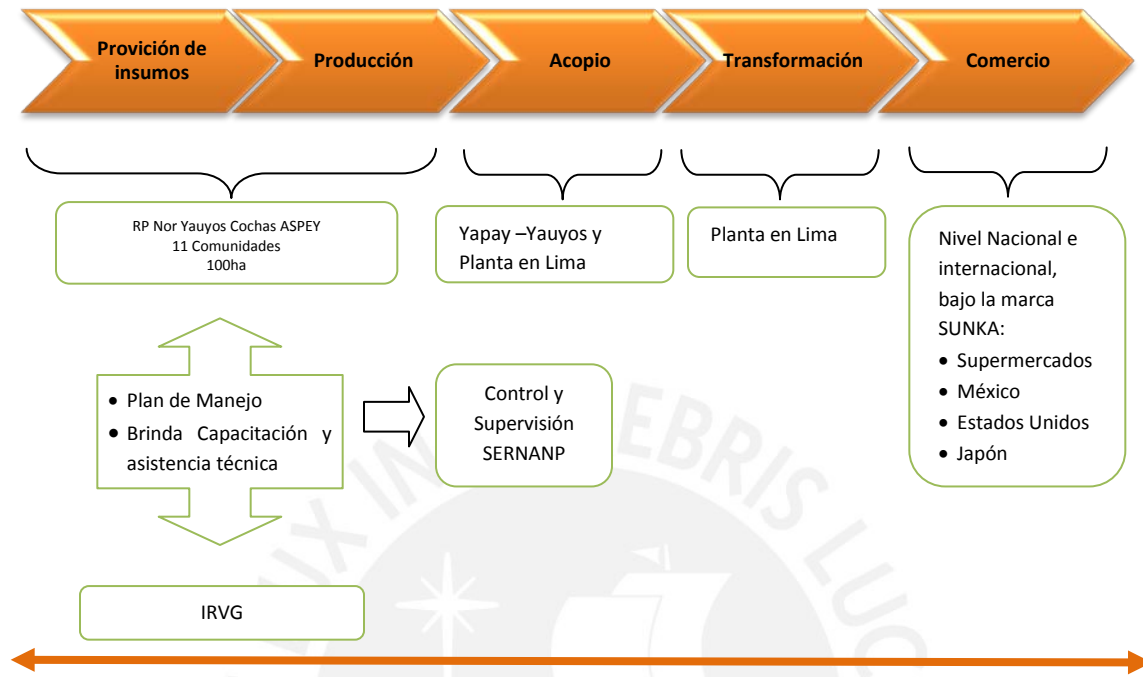 Provición de
insumos
Producción
Acopio
Transformación
Comercio
RP Nor Yauyos Cochas ASPEY
11 Comunidades
100ha
Yapay –Yauyos y
Planta en Lima
Planta en Lima
Nivel Nacional e
internacional,
bajo la marca
SUNKA:
• Supermercados
• México
• Estados Unidos
• Japón
• Plan de Manejo
• Brinda Capacitación y
asistencia técnica
Control y
Supervisión
SERNANP
IRVG